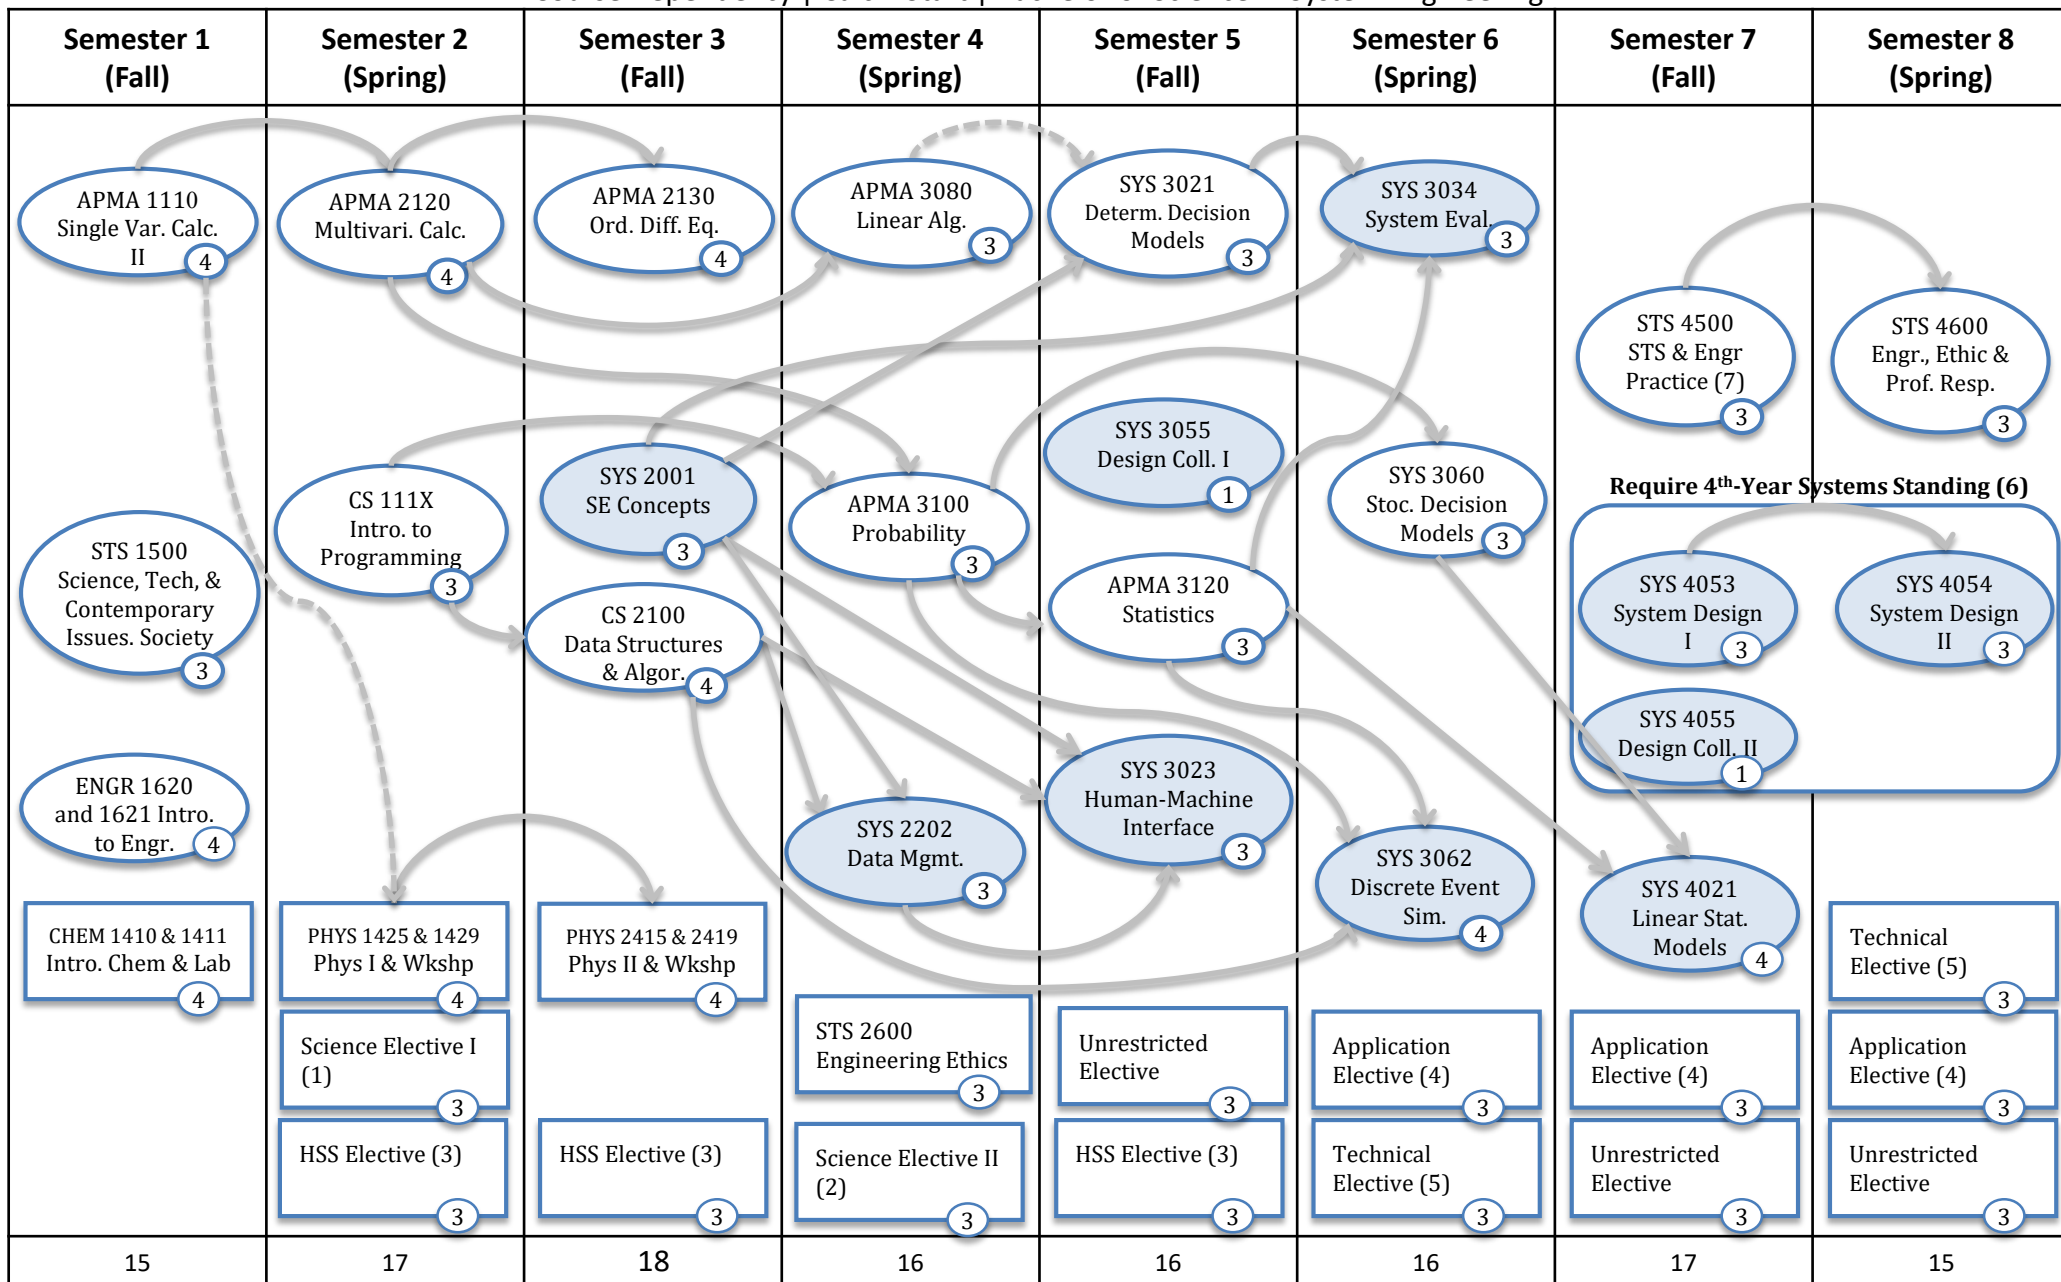 Semester 1
(Fall)
Semester 2
(Spring)
Semester 3
(Fall)
Semester 4
(Spring)
Semester 5
(Fall)
Semester 6
(Spring)
Semester 7
(Fall)
Semester 8
(Spring)
APMA 1110
Single Var. Calc.
II
4
STS 1500
Science, Tech, &
Contemporary
Issues. Society
3
ENGR 1620
and 1621 Intro.
to Engr.
4
CHEM 1410 & 1411
Intro. Chem & Lab
4
APMA 2120
Multivari. Calc.
4
CS 111X
Intro. to
Programming
3
PHYS 1425 & 1429
Phys I & Wkshp
4
Science Elective I
(1)
3
HSS Elective (3)
3
APMA 2130
Ord. Diff. Eq.
4
SYS 2001
SE Concepts
3
CS 2100
Data Structures
& Algor.
4
PHYS 2415 & 2419
Phys II & Wkshp
4
HSS Elective (3)
3
APMA 3080
Linear Alg.
3
APMA 3100
Probability
3
SYS 2202
Data Mgmt.
3
STS 2600
Engineering Ethics
3
Science Elective II
(2)
3
SYS 3021
Determ. Decision
Models
3
SYS 3055
Design Coll. I
1
APMA 3120
Statistics
3
SYS 3023
Human-Machine
Interface
3
Unrestricted
Elective
3
HSS Elective (3)
3
SYS 3034
System Eval.
3
SYS 3060
Stoc. Decision
Models
3
SYS 3062
Discrete Event
Sim.
4
Application
Elective (4)
3
Technical
Elective (5)
3
STS 4500
STS & Engr
Practice (7)
3
STS 4600
Engr., Ethic &
Prof. Resp.
3
Require 4th-Year Systems Standing (6)
SYS 4053
System Design
I
3
SYS 4054
System Design
II
3
SYS 4055
Design Coll. II
1
SYS 4021
Linear Stat.
Models
4
Application
Elective (4)
3
Unrestricted
Elective
3
Technical
Elective (5)
3
Application
Elective (4)
3
Unrestricted
Elective
3
15
17
18
16
16
16
17
15